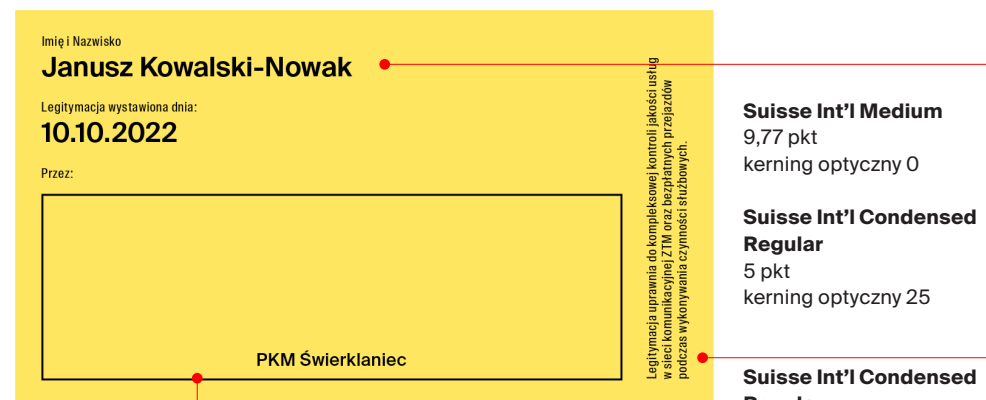 Imię i Nazwisko
Janusz Kowalski-Nowak
Legitymacja wystawiona dnia:
10.10.2022
Przez:
PKM Świerklaniec
Legitymacja uprawnia do kompleksowej kontroli jakości usług
w sieci komunikacyjnej ZTM oraz bezpłatnych przejazdów
podczas wykonywania czynności służbowych.
Suisse Int’l Medium
9,77 pkt
kerning optyczny 0
Suisse Int’l Condensed
Regular
5 pkt
kerning optyczny 25
Suisse Int’l Condensed